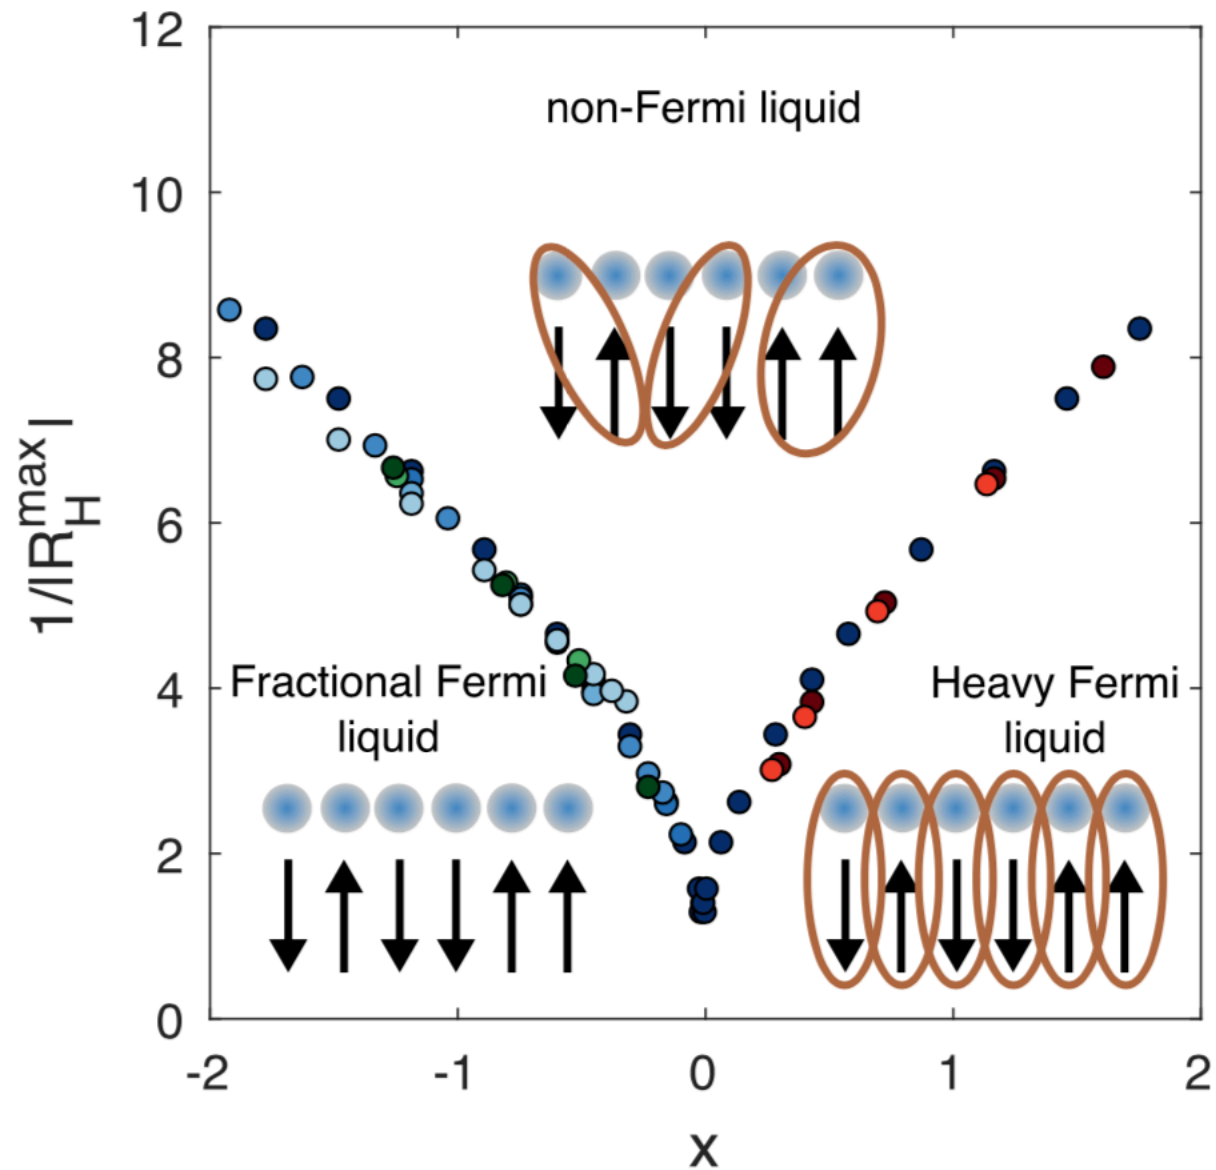 12
non-Fermi liquid
10
8
1/|R_H^max|
6
Fractional Fermi
liquid
Heavy Fermi
liquid
4
2
0
-2
-1
0
1
2
x